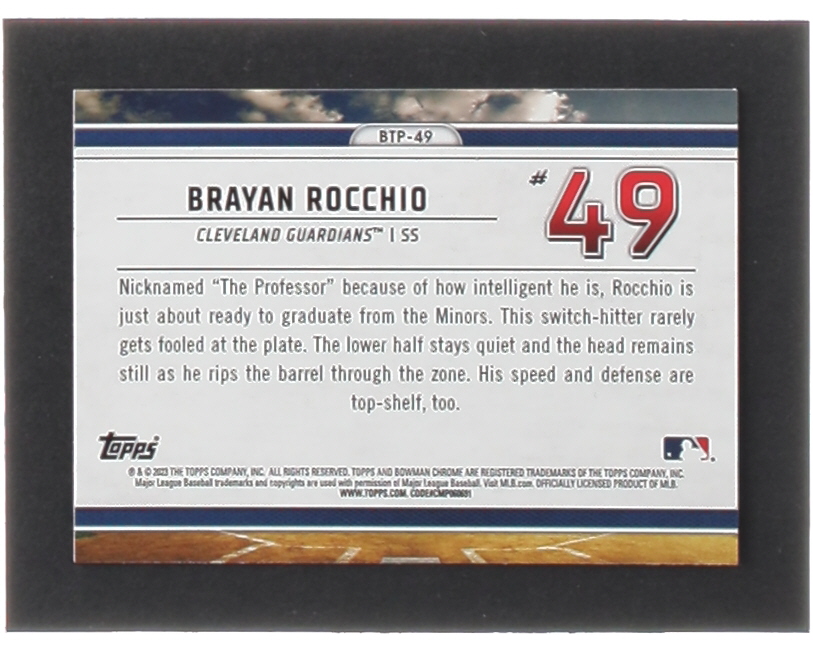 BTP-49
BRAYAN ROCCHIO
# 49
CLEVELAND GUARDIANS™ | SS
Nicknamed “The Professor” because of how intelligent he is, Rocchio is
just about ready to graduate from the Minors. This switch-hitter rarely
gets fooled at the plate. The lower half stays quiet and the head remains
still as he rips the barrel through the zone. His speed and defense are
top-shelf, too.
topps
® & © 2023 THE TOPPS COMPANY, INC. ALL RIGHTS RESERVED. TOPPS AND BOWMAN CHROME ARE REGISTERED TRADEMARKS OF THE TOPPS COMPANY, INC.
Major League Baseball trademarks and copyrights are used with permission of Major League Baseball. Visit MLB.com. OFFICIALLY LICENSED PRODUCT OF MLB.
WWW.TOPPS.COM. CODE#CMP060691